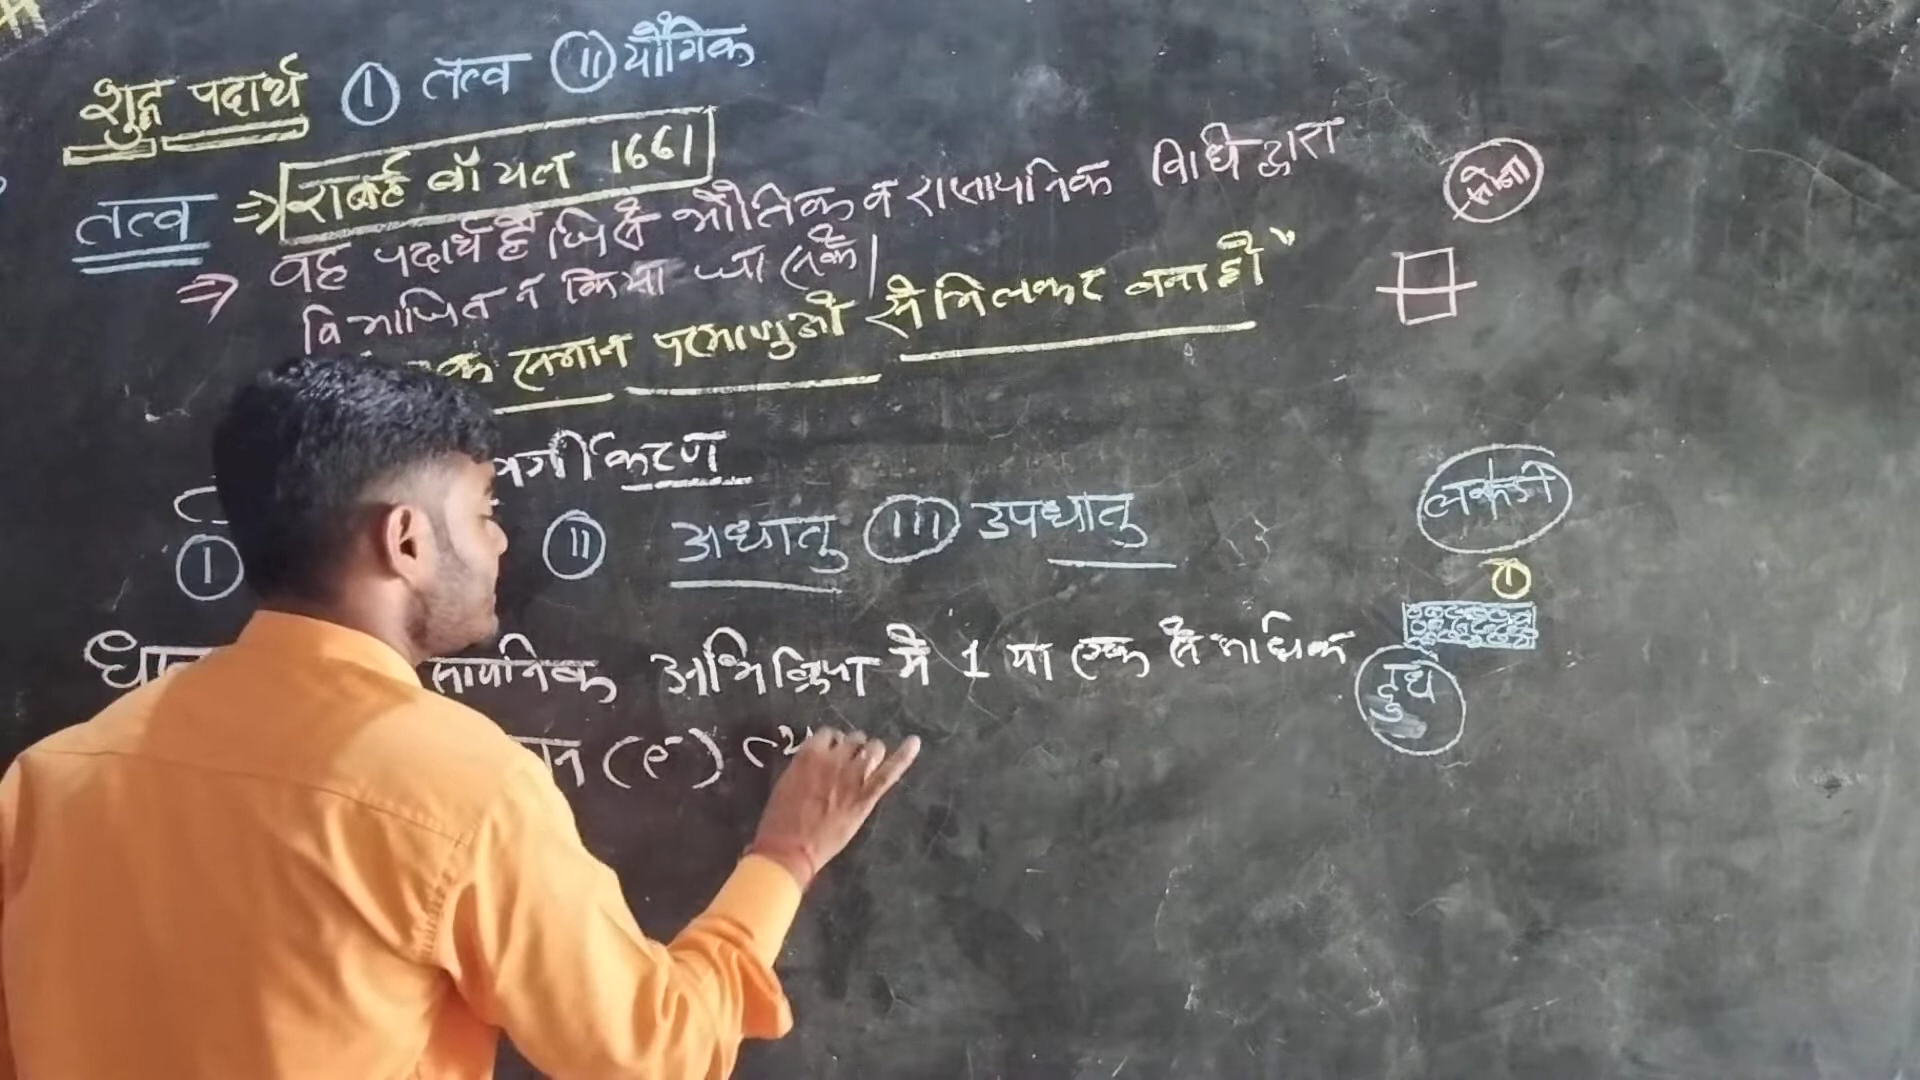 शुद्ध पदार्थ (I) तत्व (II) यौगिक
तत्व ⇒ राबर्ट बॉयल 1661
⇒ वह पदार्थ है जिसे भौतिक व रासायनिक विधि द्वारा
विभाजित न किया जा सके।
क समान परमाणुओ से मिलकर बना हो"
वर्गीकरण
(I) (II) अधातु (III) उपधातु
सायनिक अभिक्रिया मे 1 या एक से अधिक
(e⁻)
सोना
लकडी
(1)
दुध